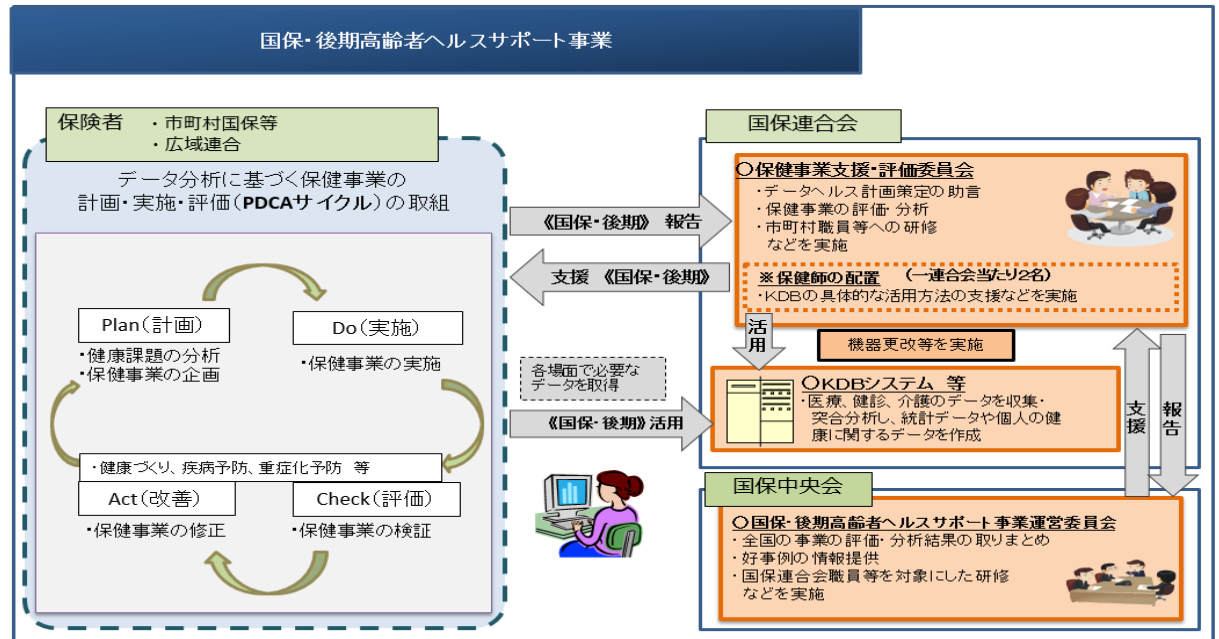 国保・後期高齢者ヘルスサポート事業
保険者 ・市町村国保等
・広域連合
データ分析に基づく保健事業の
計画・実施・評価(PDCAサイクル)の取組
Plan(計画)
・健康課題の分析
・保健事業の企画
Do(実施)
・保健事業の実施
・健康づくり、疾病予防、重症化予防 等
Act(改善)
・保健事業の修正
Check(評価)
・保健事業の検証
《国保・後期》 報告
支援 《国保・後期》
各場面で必要な
データを取得
《国保・後期》活用
国保連合会
〇保健事業支援・評価委員会
・データヘルス計画策定の助言
・保健事業の評価・分析
・市町村職員等への研修
などを実施
※保健師の配置 (一連合会当たり2名)
・KDBの具体的な活用方法の支援などを実施
活用
機器更改等を実施
〇KDBシステム 等
・医療、健診、介護のデータを収集・
突合分析し、統計データや個人の健
康に関するデータを作成
支援
報告
国保中央会
〇国保・後期高齢者ヘルスサポート事業運営委員会
・全国の事業の評価・分析結果の取りまとめ
・好事例の情報提供
・国保連合会職員等を対象にした研修
などを実施